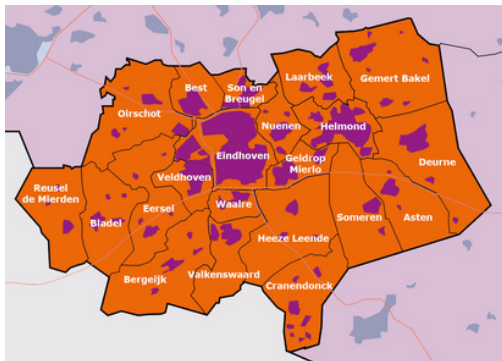 Laarbeek
Gemert Bakel
Best
Son en
Breugel
Oirschot
Nuenen
Helmond
Eindhoven
Geldrop
Mierlo
Deurne
Veldhoven
Reusel
de Mierden
Eersel
Waalre
Bladel
Someren
Asten
Heeze Leende
Bergeijk
Valkenswaard
Cranendonck